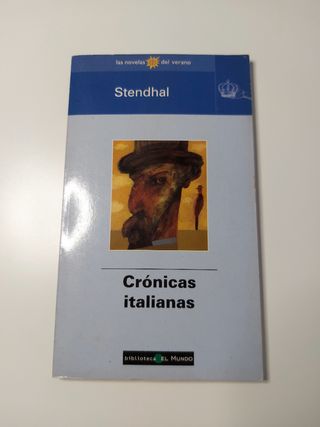 las novelas del verano
Stendhal
Crónicas
italianas
biblioteca EL MUNDO